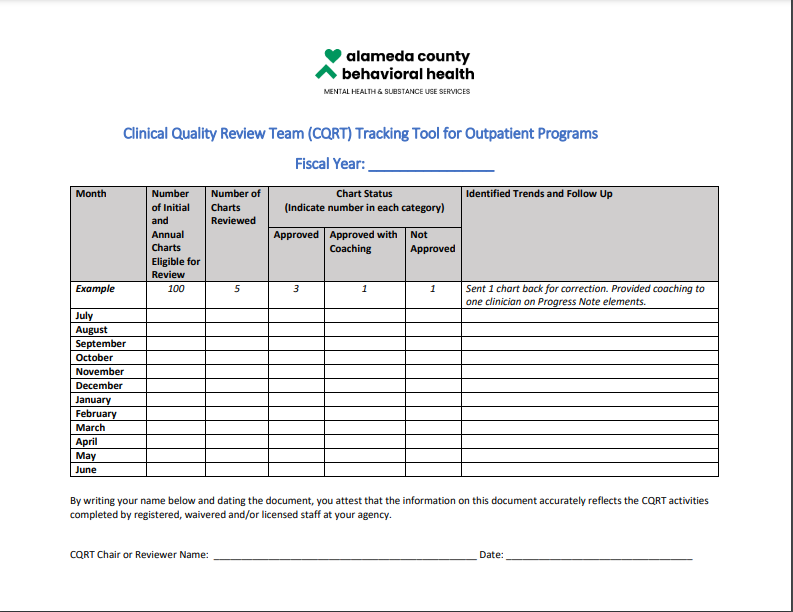 alameda county
behavioral health
MENTAL HEALTH & SUBSTANCE USE SERVICES
Clinical Quality Review Team (CQRT) Tracking Tool for Outpatient Programs
Fiscal Year: _______________
Month
Number of Initial and Annual Charts Eligible for Review
Number of Charts Reviewed
Chart Status
(Indicate number in each category)
Approved
Approved with Coaching
Not Approved
Identified Trends and Follow Up
Example 100 5 3 1 1 Sent 1 chart back for correction. Provided coaching to
one clinician on Progress Note elements.
July
August
September
October
November
December
January
February
March
April
May
June
By writing your name below and dating the document, you attest that the information on this document accurately reflects the CQRT activities
completed by registered, waivered and/or licensed staff at your agency.
CQRT Chair or Reviewer Name: _______________ Date: _______________